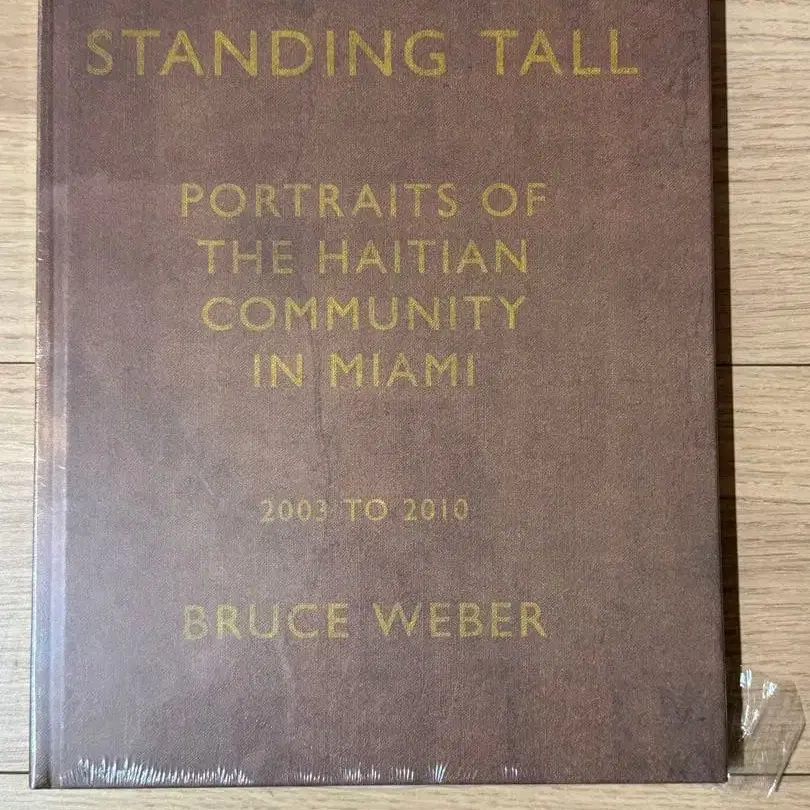 STANDING TALL
PORTRAITS OF
THE HAITIAN
COMMUNITY
IN MIAMI
2003 TO 2010
BRUCE WEBER